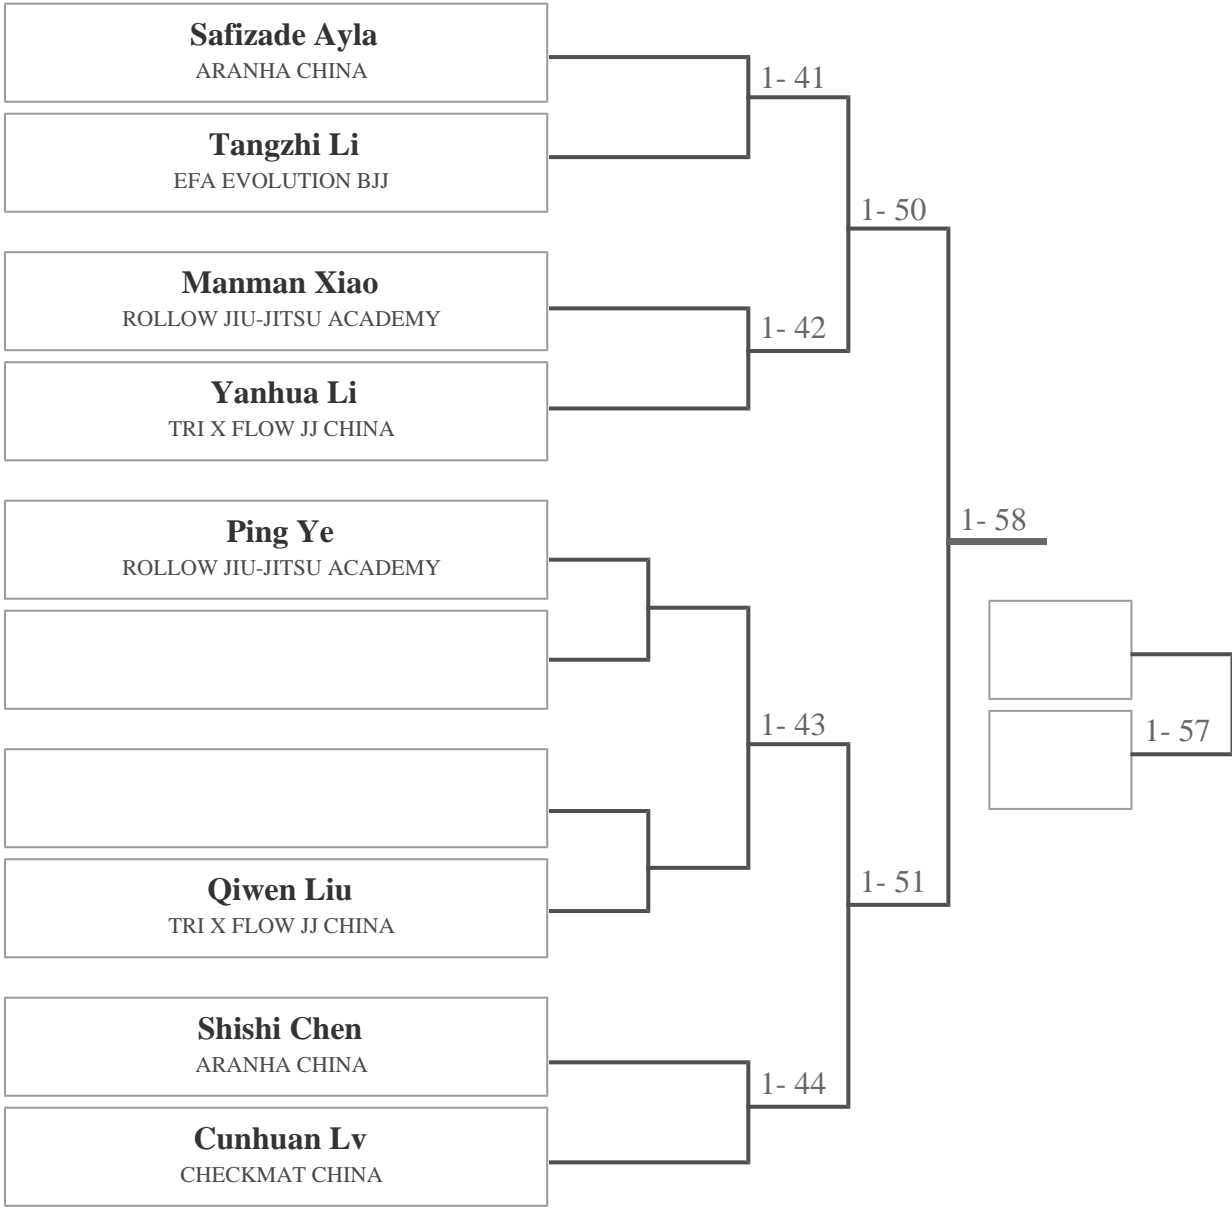 Safizade Ayla
ARANHA CHINA
1- 41
Tangzhi Li
EFA EVOLUTION BJJ
1- 50
Manman Xiao
ROLLOW JIU-JITSU ACADEMY
1- 42
Yanhua Li
TRI X FLOW JJ CHINA
Ping Ye
ROLLOW JIU-JITSU ACADEMY
1- 58
1- 43
1- 57
Qiwen Liu
TRI X FLOW JJ CHINA
1- 51
Shishi Chen
ARANHA CHINA
1- 44
Cunhuan Lv
CHECKMAT CHINA